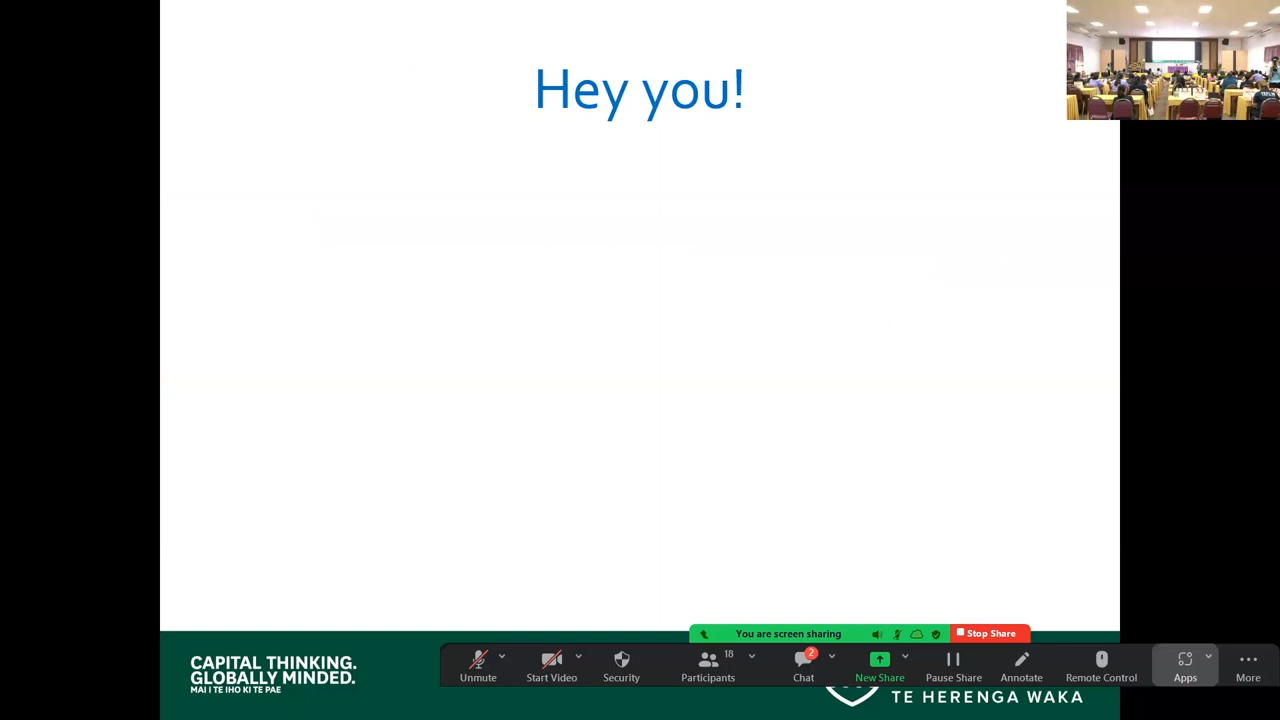 Hey you!
You are screen sharing
Stop Share
CAPITAL THINKING.
GLOBALLY MINDED.
MAI I TE IHO KI TE PAE
Unmute
Start Video
Security
18
Participants
2
Chat
New Share
Pause Share
Annotate
Remote Control
Apps
More
TE HERENGA WAKA